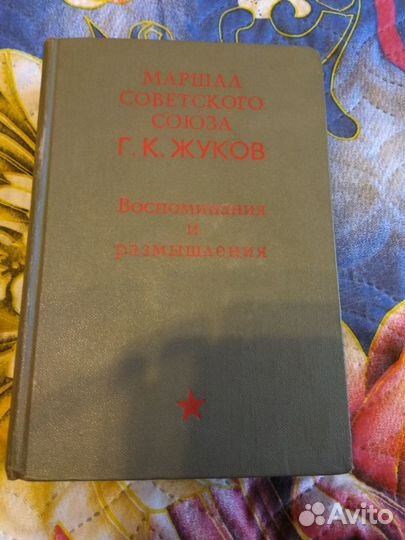 МАРШАЛ
СОВЕТСКОГО
СОЮЗА
Г. К. ЖУКОВ
Воспоминания
и
размышления
Avito